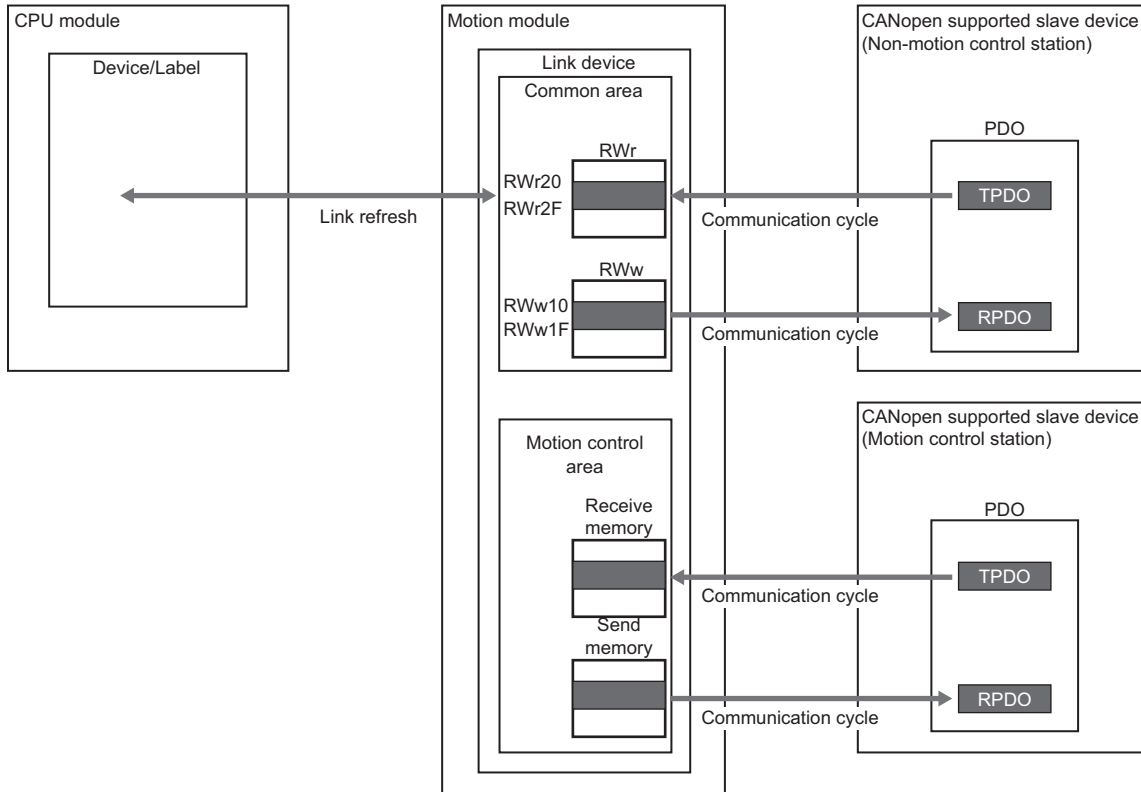 CPU module
Device/Label
Link refresh
Motion module
Link device
Common area
RWr
RWr20
RWr2F
RWw
RWw10
RWw1F
Motion control
area
Receive
memory
Send
memory
Communication cycle
Communication cycle
Communication cycle
Communication cycle
CANopen supported slave device
(Non-motion control station)
PDO
TPDO
RPDO
CANopen supported slave device
(Motion control station)
PDO
TPDO
RPDO